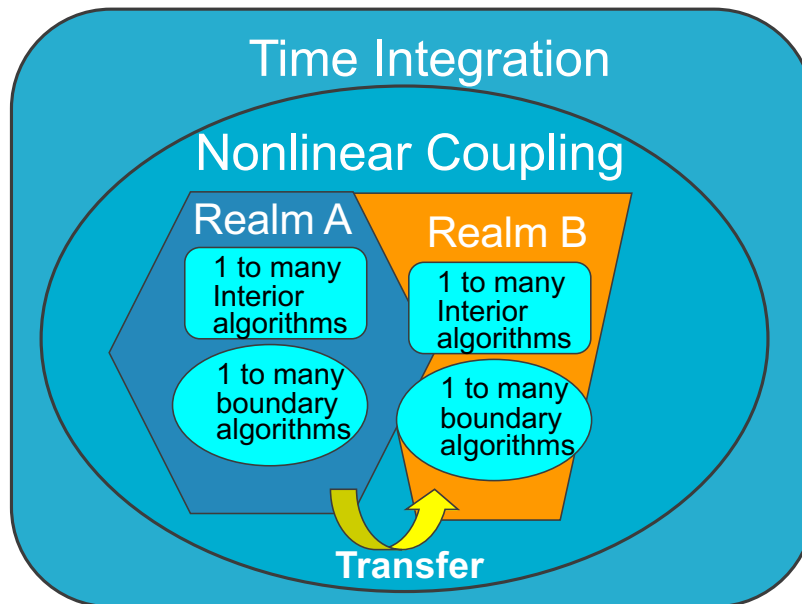 Time Integration
Nonlinear Coupling
Realm A
1 to many
Interior
algorithms
1 to many
boundary
algorithms
Realm B
1 to many
Interior
algorithms
1 to many
boundary
algorithms
Transfer